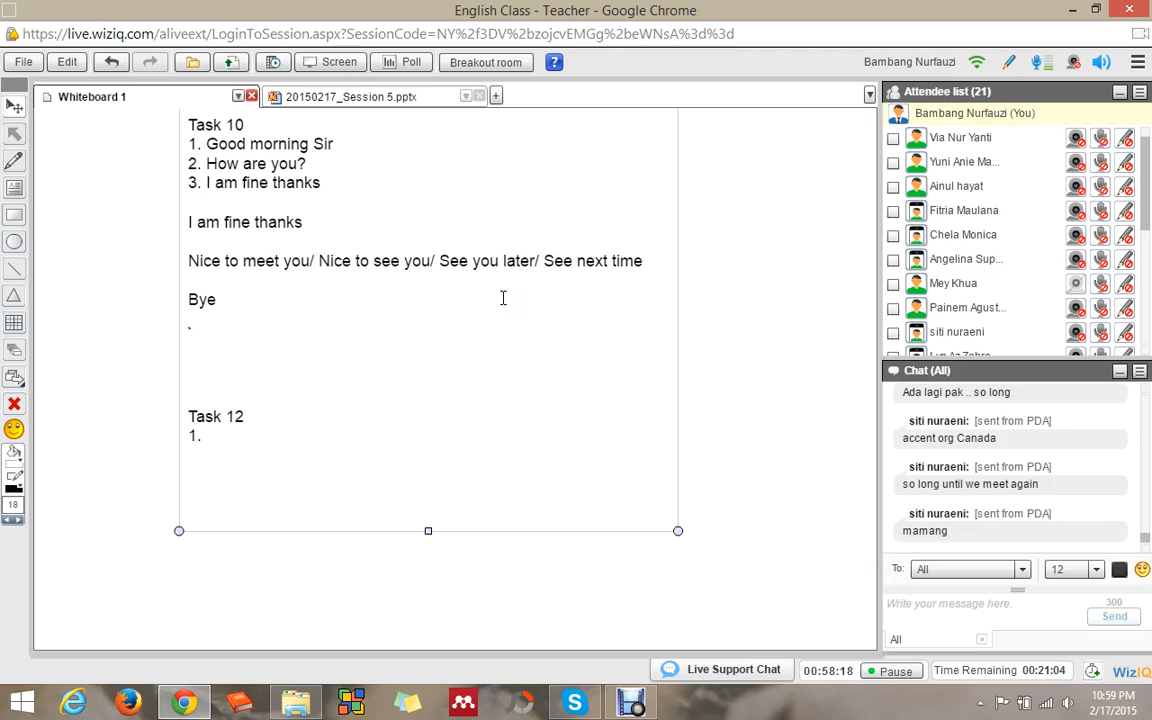 English Class - Teacher - Google Chrome
https://live.wiziq.com/aliveext/LoginToSession.aspx?SessionCode=NY%2f3DV%2bzojcvEMGg%2beWNsA%3d%3d
File Edit Screen Poll Breakout room ? Bambang Nurfauzi
Whiteboard 1 20150217_Session 5.pptx
Task 10
1. Good morning Sir
2. How are you?
3. I am fine thanks
I am fine thanks
Nice to meet you/ Nice to see you/ See you later/ See next time
Bye
Task 12
1.
18
Attendee list (21)
Bambang Nurfauzi (You)
Via Nur Yanti
Yuni Anie Ma...
Ainul hayat
Fitria Maulana
Chela Monica
Angelina Sup...
Mey Khua
Painem Agust...
siti nuraeni
Chat (All)
Ada lagi pak .. so long
siti nuraeni: [sent from PDA]
accent org Canada
siti nuraeni: [sent from PDA]
so long until we meet again
siti nuraeni: [sent from PDA]
mamang
To: All 12
Write your message here. 300
Send
All
Live Support Chat 00:58:18 Pause Time Remaining 00:21:04 WizIQ
10:59 PM
2/17/2015